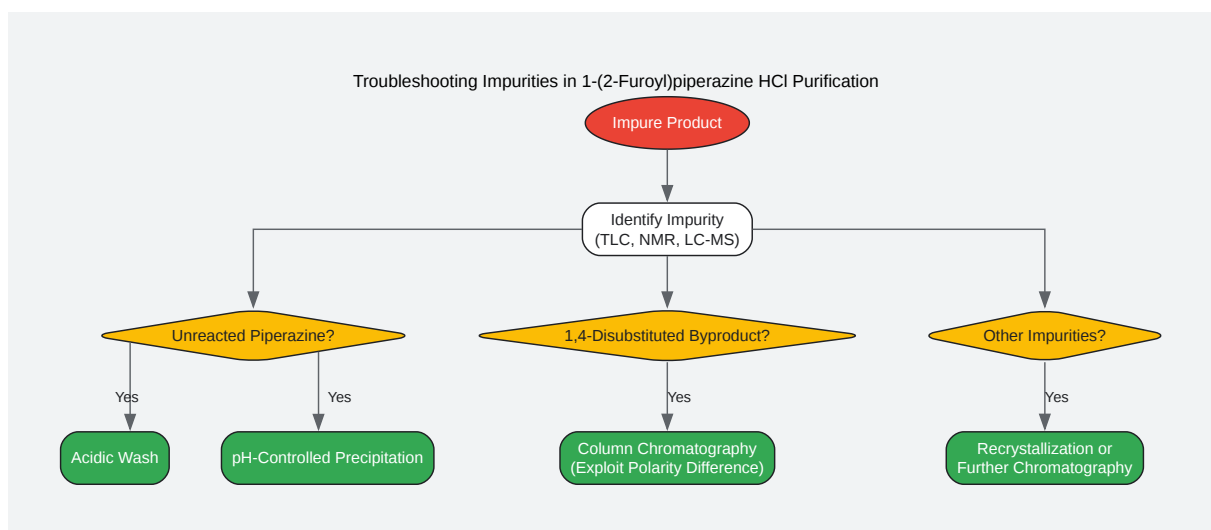 Troubleshooting Impurities in 1-(2-Furoyl)piperazine HCl Purification
Impure Product
Identify Impurity
(TLC, NMR, LC-MS)
Unreacted Piperazine?
1,4-Disubstituted Byproduct?
Other Impurities?
Yes
Yes
Yes
Yes
Acidic Wash
pH-Controlled Precipitation
Column Chromatography
(Exploit Polarity Difference)
Recrystallization or
Further Chromatography